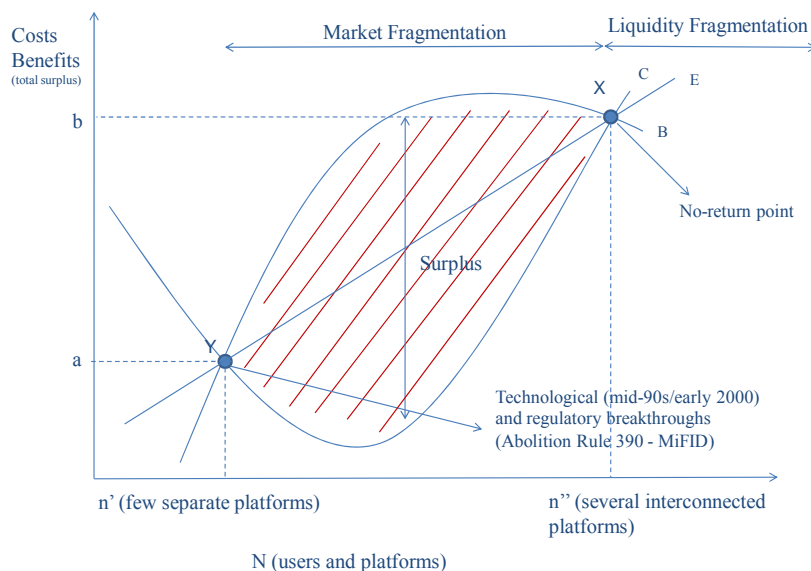 Costs
Benefits
(total surplus)
Market Fragmentation
Liquidity Fragmentation
X
C
E
b
B
No-return point
Surplus
Y
a
Technological (mid-90s/early 2000)
and regulatory breakthroughs
(Abolition Rule 390 - MiFID)
n’ (few separate platforms)
n’’ (several interconnected
platforms)
N (users and platforms)